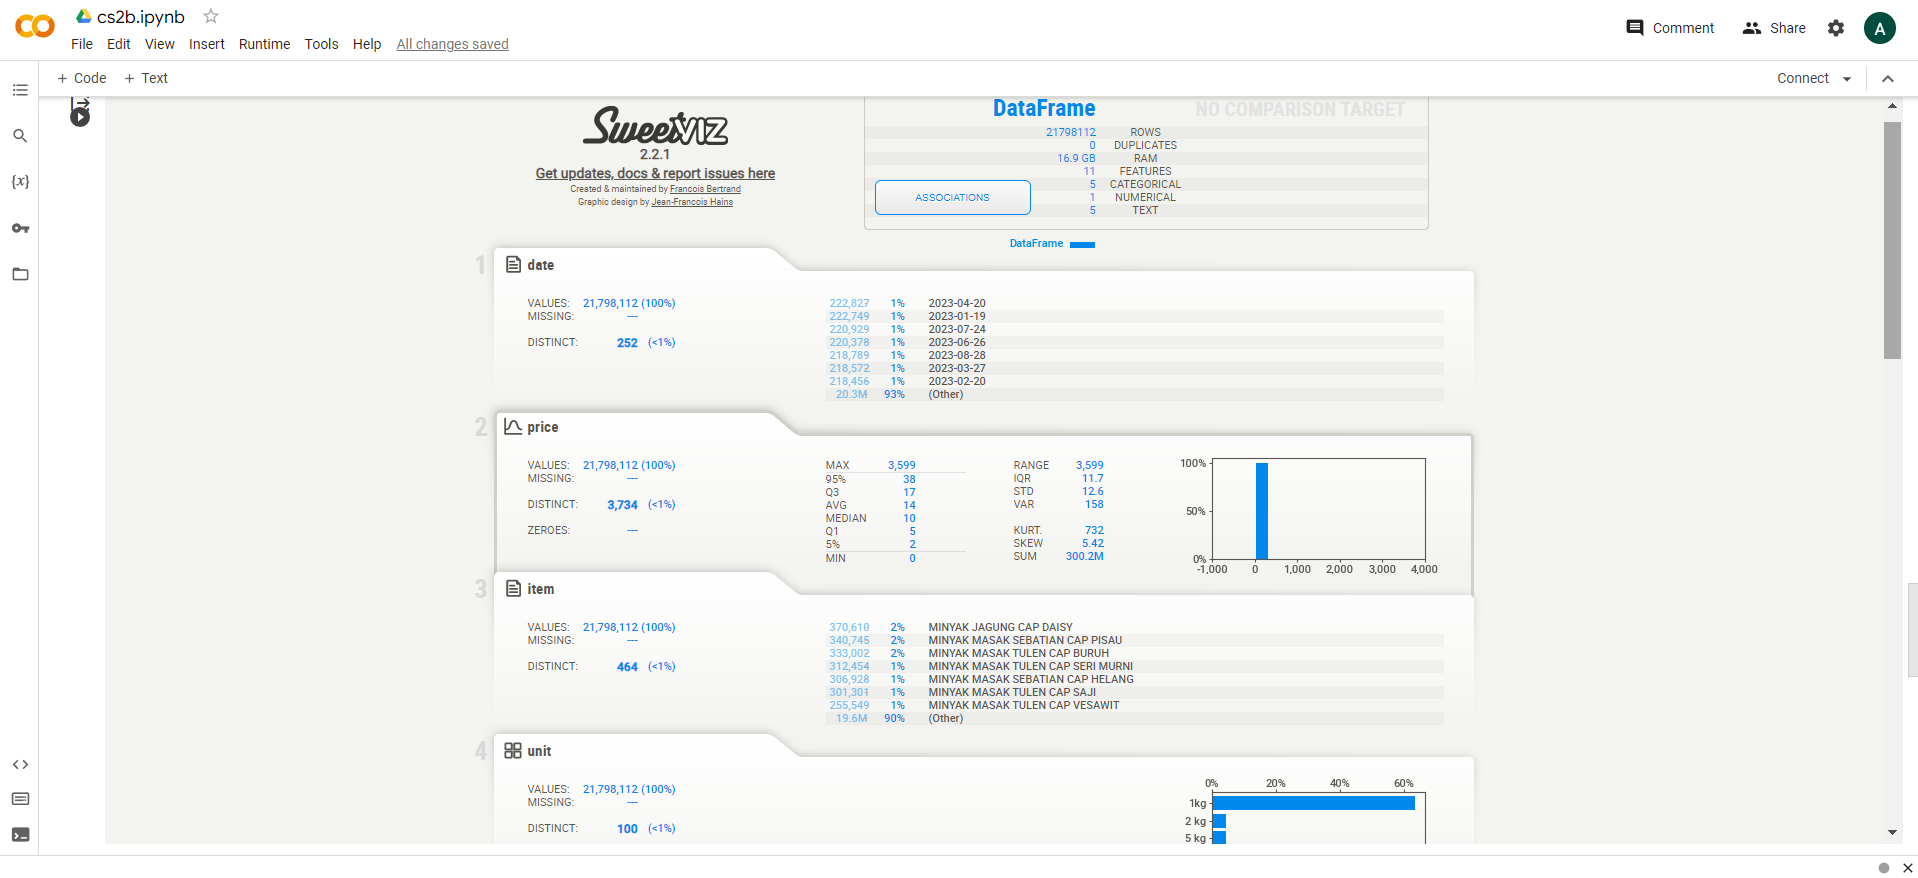 cs2b.ipynb
File Edit View Insert Runtime Tools Help All changes saved
Comment Share A
+ Code + Text Connect
{x}
SweetVIZ
2.2.1
Get updates, docs & report issues here
Created & maintained by Francois Bertrand
Graphic design by Jean-Francois Hains
DataFrame NO COMPARISON TARGET
21798112 ROWS
0 DUPLICATES
16.9 GB RAM
11 FEATURES
5 CATEGORICAL
1 NUMERICAL
5 TEXT
ASSOCIATIONS
DataFrame
1 date
VALUES: 21,798,112 (100%)
MISSING: ---
DISTINCT: 252 (<1%)
222,827 1% 2023-04-20
222,749 1% 2023-01-19
220,929 1% 2023-07-24
220,378 1% 2023-06-26
218,789 1% 2023-08-28
218,572 1% 2023-03-27
218,456 1% 2023-02-20
20.3M 93% (Other)
2 price
VALUES: 21,798,112 (100%)
MISSING: ---
DISTINCT: 3,734 (<1%)
ZEROES: ---
MAX 3,599
95% 38
Q3 17
AVG 14
MEDIAN 10
Q1 5
5% 2
MIN 0
RANGE 3,599
IQR 11.7
STD 12.6
VAR 158
KURT. 732
SKEW 5.42
SUM 300.2M
100%
50%
0%
-1,000 0 1,000 2,000 3,000 4,000
3 item
VALUES: 21,798,112 (100%)
MISSING: ---
DISTINCT: 464 (<1%)
370,610 2% MINYAK JAGUNG CAP DAISY
340,745 2% MINYAK MASAK SEBATIAN CAP PISAU
333,002 2% MINYAK MASAK TULEN CAP BURUH
312,454 1% MINYAK MASAK TULEN CAP SERI MURNI
306,928 1% MINYAK MASAK SEBATIAN CAP HELANG
301,301 1% MINYAK MASAK TULEN CAP SAJI
255,549 1% MINYAK MASAK TULEN CAP VESAWIT
19.6M 90% (Other)
4 unit
VALUES: 21,798,112 (100%)
MISSING: ---
DISTINCT: 100 (<1%)
0% 20% 40% 60%
1kg
2 kg
5 kg